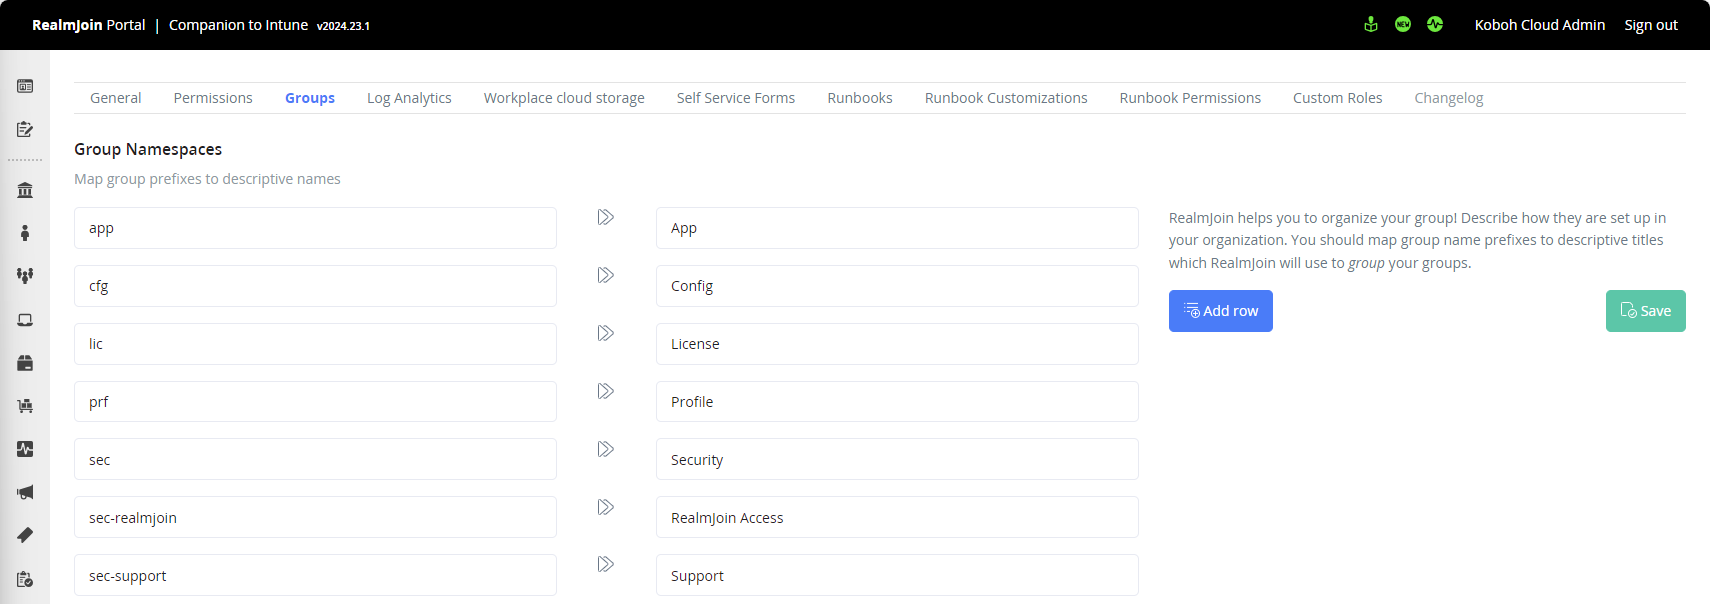 RealmJoin Portal | Companion to Intune v2024.23.1
NEW
Koboh Cloud Admin Sign out
General Permissions Groups Log Analytics Workplace cloud storage Self Service Forms Runbooks Runbook Customizations Runbook Permissions Custom Roles Changelog
Group Namespaces
Map group prefixes to descriptive names
app App
cfg Config
lic License
prf Profile
sec Security
sec-realmjoin RealmJoin Access
sec-support Support
RealmJoin helps you to organize your group! Describe how they are set up in
your organization. You should map group name prefixes to descriptive titles
which RealmJoin will use to group your groups.
Add row Save